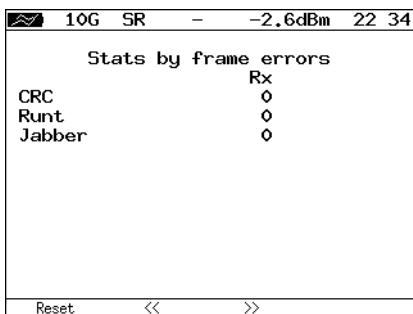 10G SR - -2.6dBm 22 34
Stats by frame errors
Rx
CRC 0
Runt 0
Jabber 0
Reset << >>